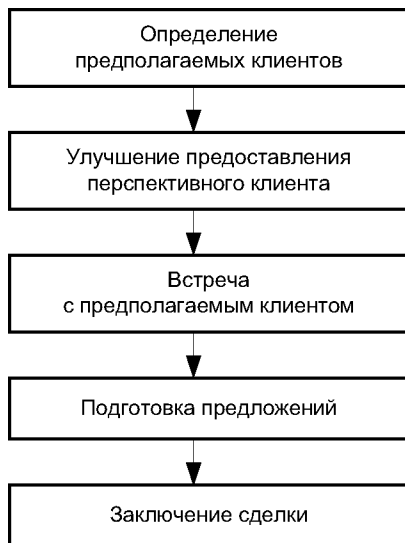 Определение
предполагаемых клиентов
Улучшение предоставления
перспективного клиента
Встреча
с предполагаемым клиентом
Подготовка предложений
Заключение сделки